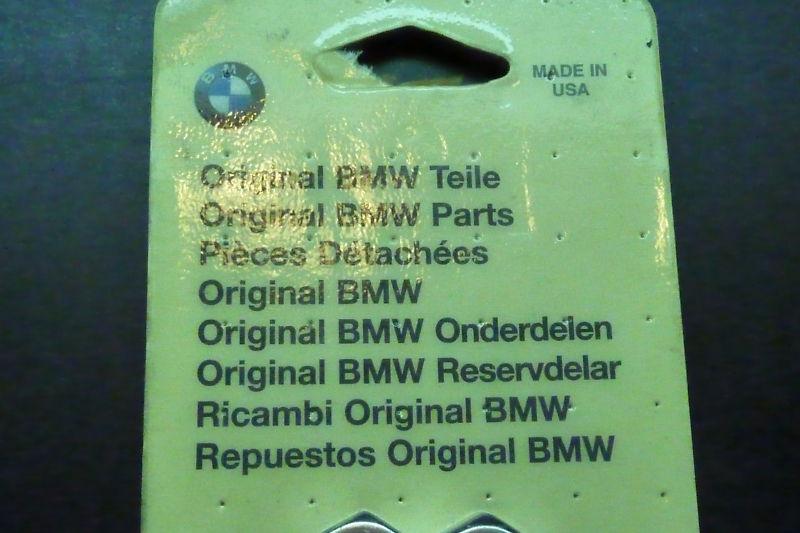 BMW
MADE IN
USA
Original BMW Teile
Original BMW Parts
Pièces Détachées
Original BMW
Original BMW Onderdelen
Original BMW Reservdelar
Ricambi Original BMW
Repuestos Original BMW